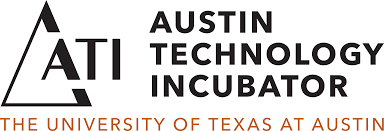 ATI
AUSTIN
TECHNOLOGY
INCUBATOR
THE UNIVERSITY OF TEXAS AT AUSTIN